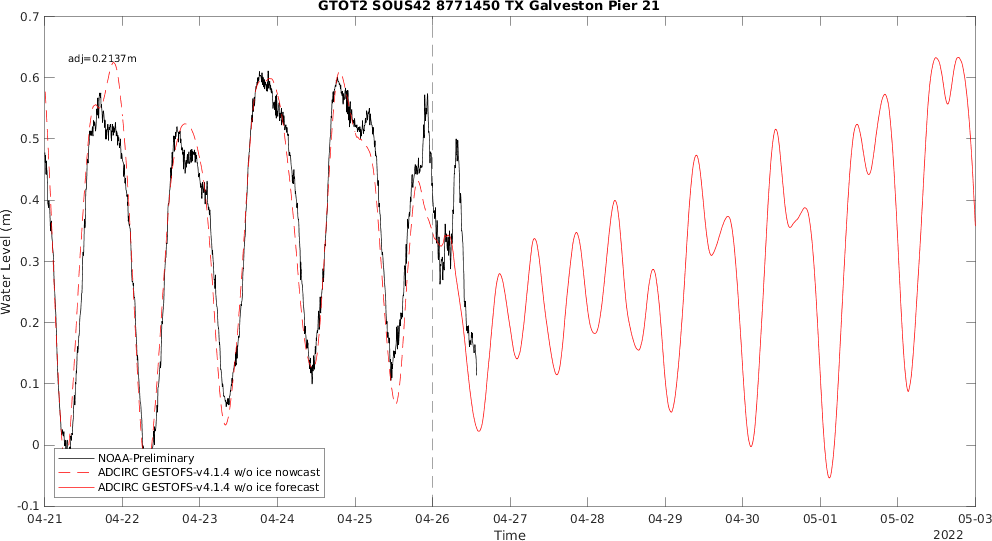 GTOT2 SOUS42 8771450 TX Galveston Pier 21
0.7
adj=0.2137m
0.6
0.5
0.4
0.3
0.2
0.1
0
-0.1
Water Level (m)
NOAA-Preliminary
ADCIRC GESTOFS-v4.1.4 w/o ice nowcast
ADCIRC GESTOFS-v4.1.4 w/o ice forecast
04-21 04-22 04-23 04-24 04-25 04-26 04-27 04-28 04-29 04-30 05-01 05-02 05-03
Time
2022